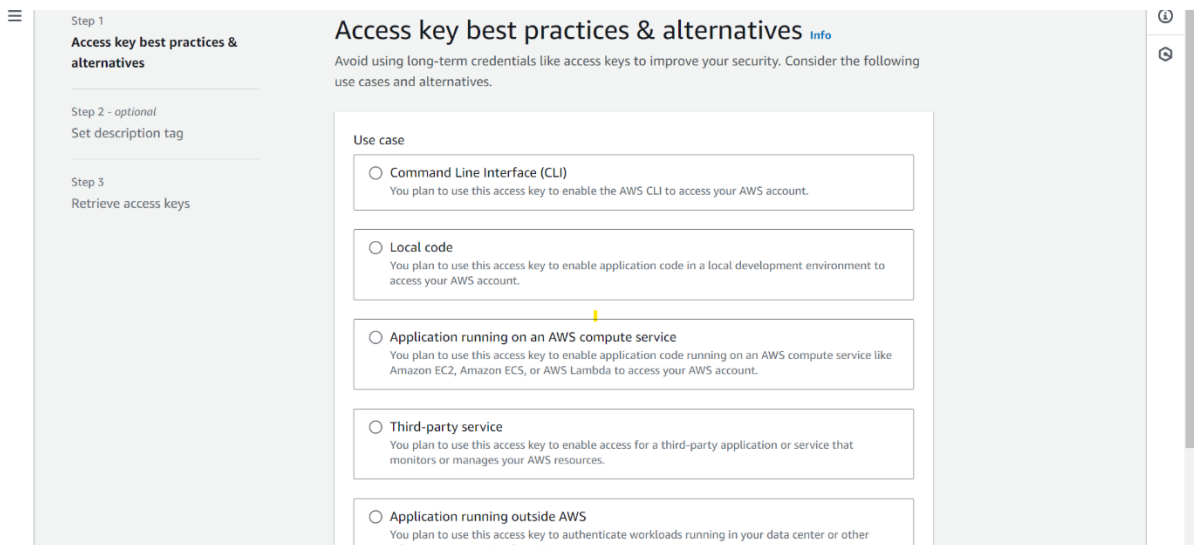 Step 1
Access key best practices &
alternatives
Step 2 - optional
Set description tag
Step 3
Retrieve access keys
Access key best practices & alternatives Info
Avoid using long-term credentials like access keys to improve your security. Consider the following
use cases and alternatives.
Use case
Command Line Interface (CLI)
You plan to use this access key to enable the AWS CLI to access your AWS account.
Local code
You plan to use this access key to enable application code in a local development environment to
access your AWS account.
Application running on an AWS compute service
You plan to use this access key to enable application code running on an AWS compute service like
Amazon EC2, Amazon ECS, or AWS Lambda to access your AWS account.
Third-party service
You plan to use this access key to enable access for a third-party application or service that
monitors or manages your AWS resources.
Application running outside AWS
You plan to use this access key to authenticate workloads running in your data center or other